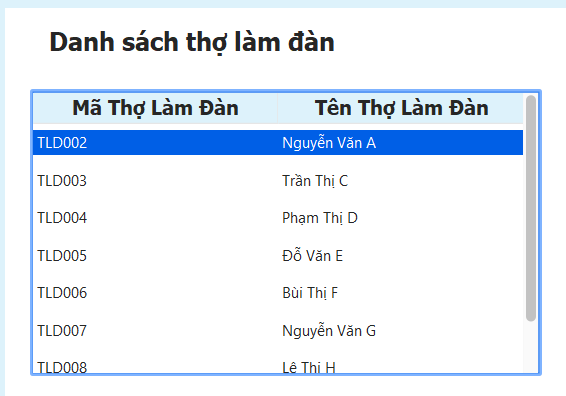 Danh sách thợ làm đàn
Mã Thợ Làm Đàn Tên Thợ Làm Đàn
TLD002 Nguyễn Văn A
TLD003 Trần Thị C
TLD004 Phạm Thị D
TLD005 Đỗ Văn E
TLD006 Bùi Thị F
TLD007 Nguyễn Văn G
TLD008 Lê Thị H